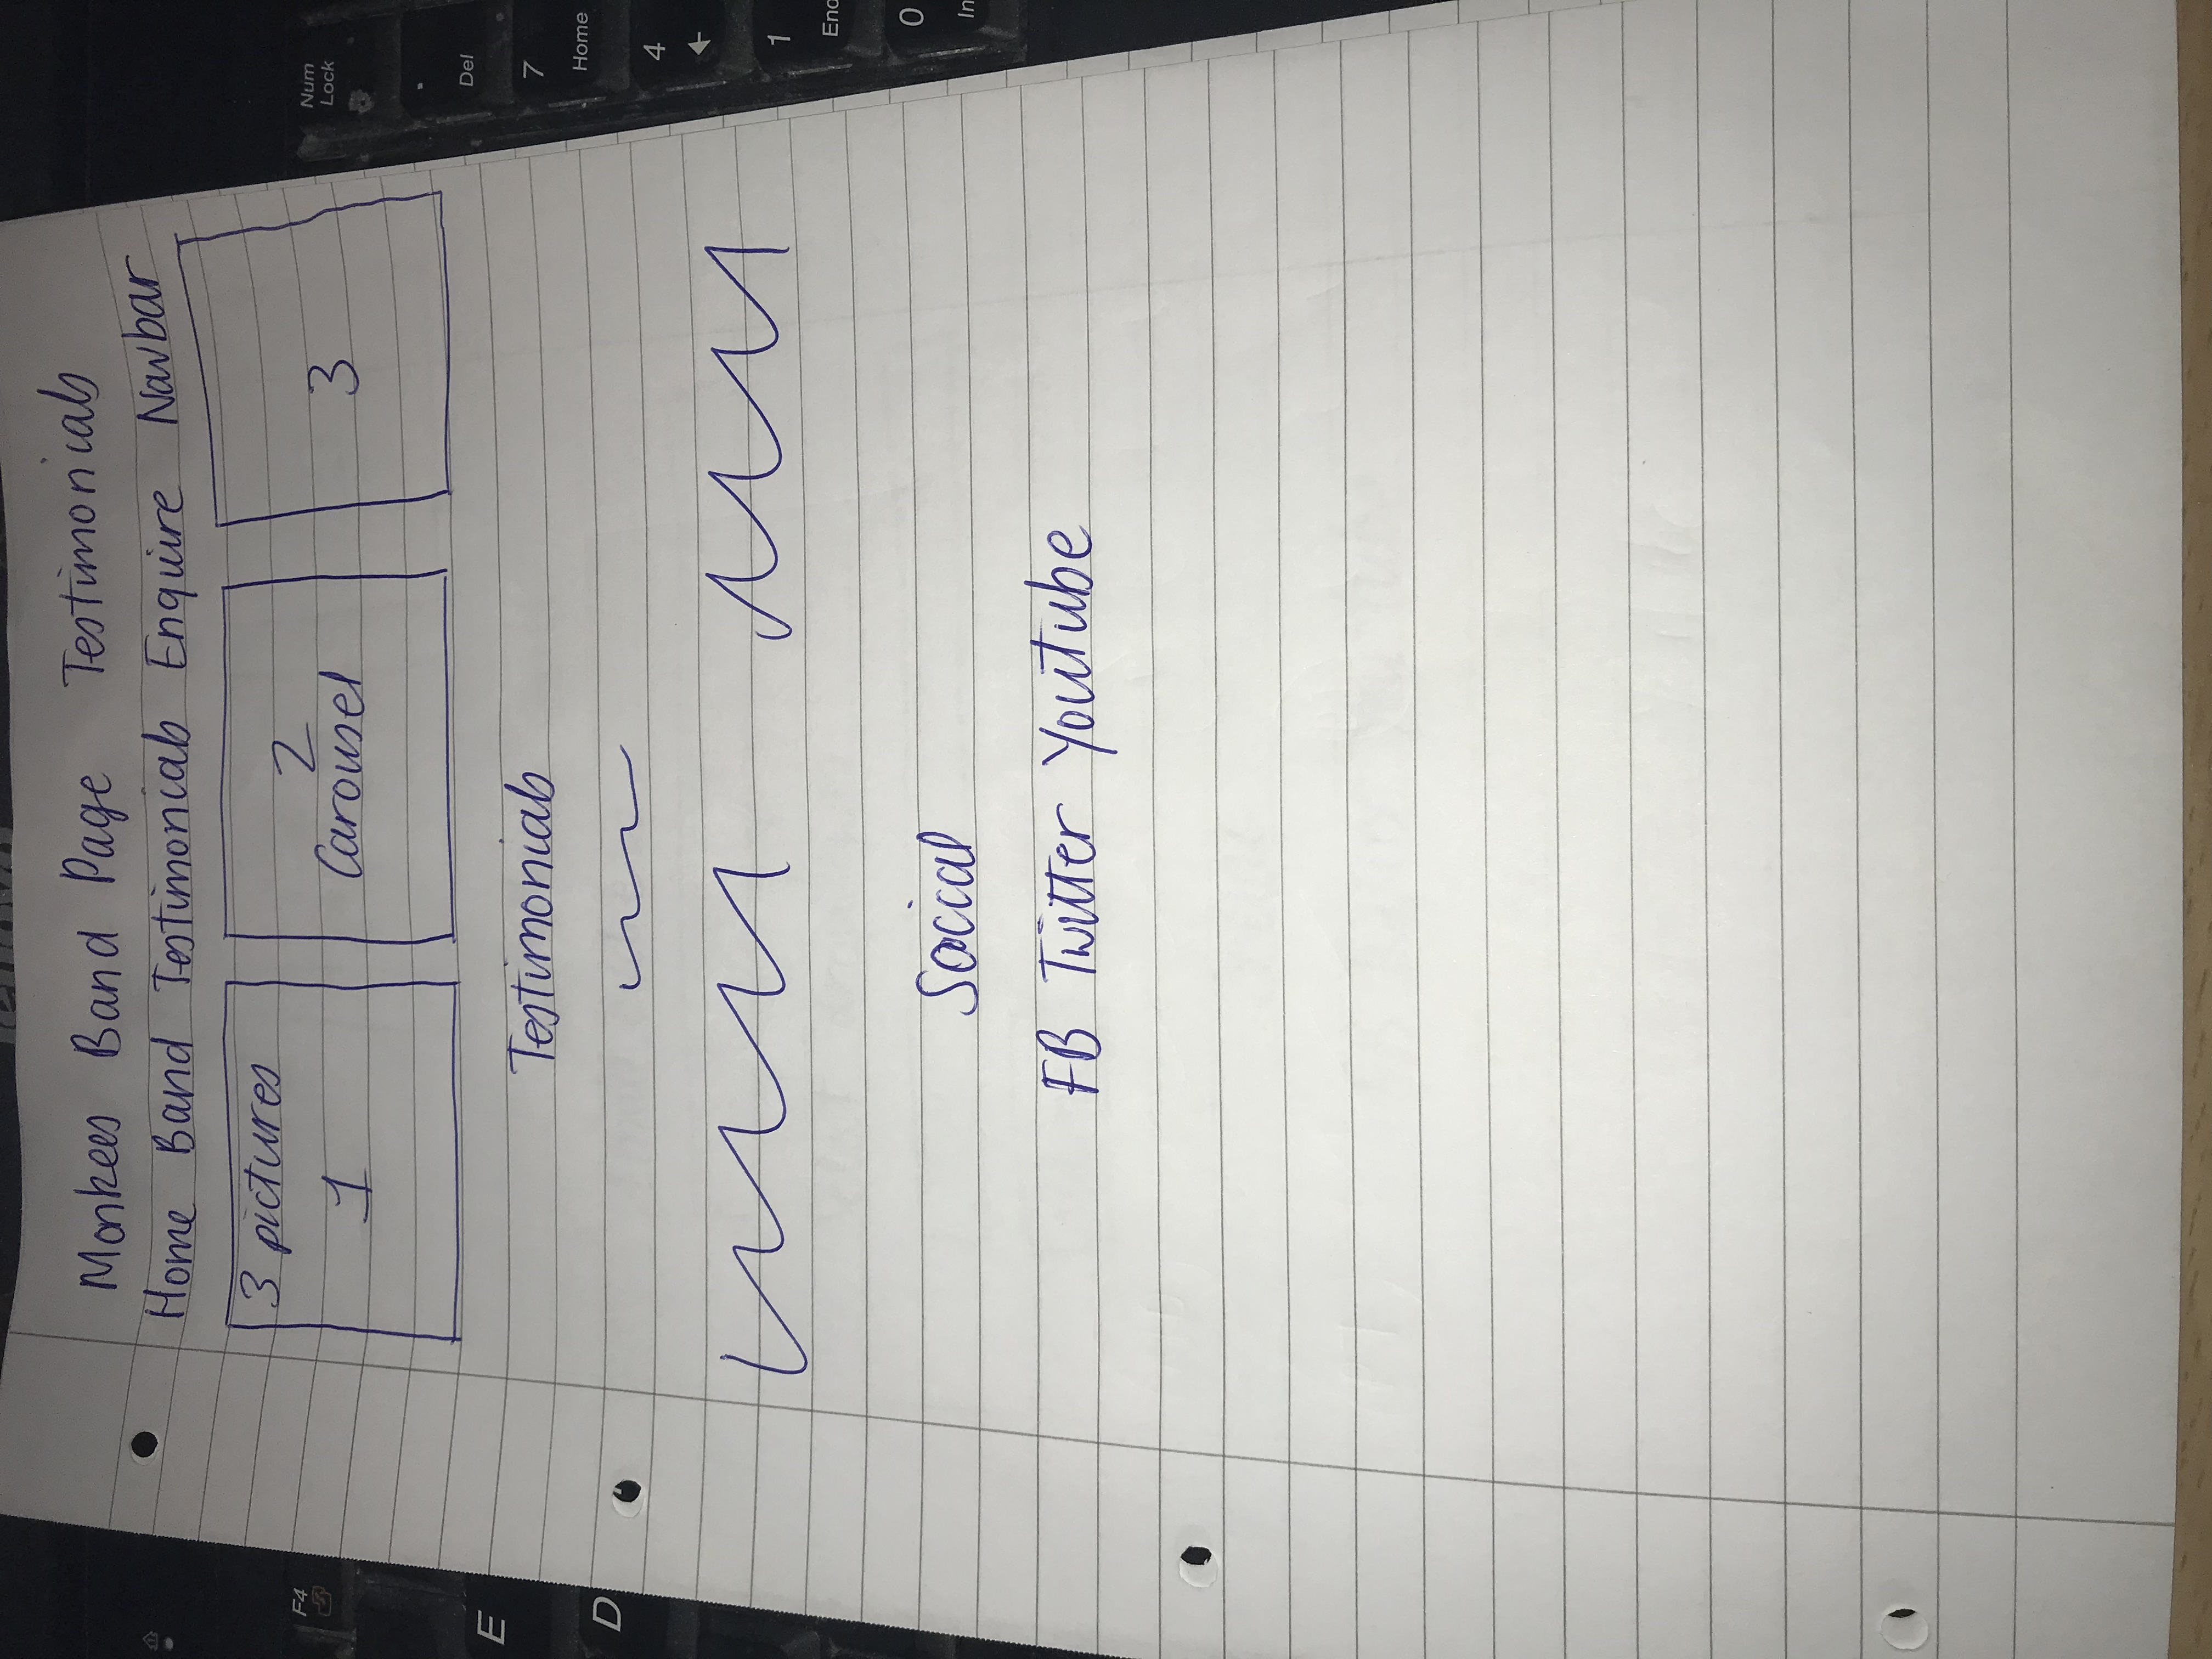 lenovo
Monkees Band Page Testimonials
Home Band Testimonials Enquire Navbar
3 pictures
1
2
Carousel
3
Testimonials
Social
FB Twitter Youtube
F4
E
D
Num
Lock
.
Del
7
Home
4
←
1
End
0
In